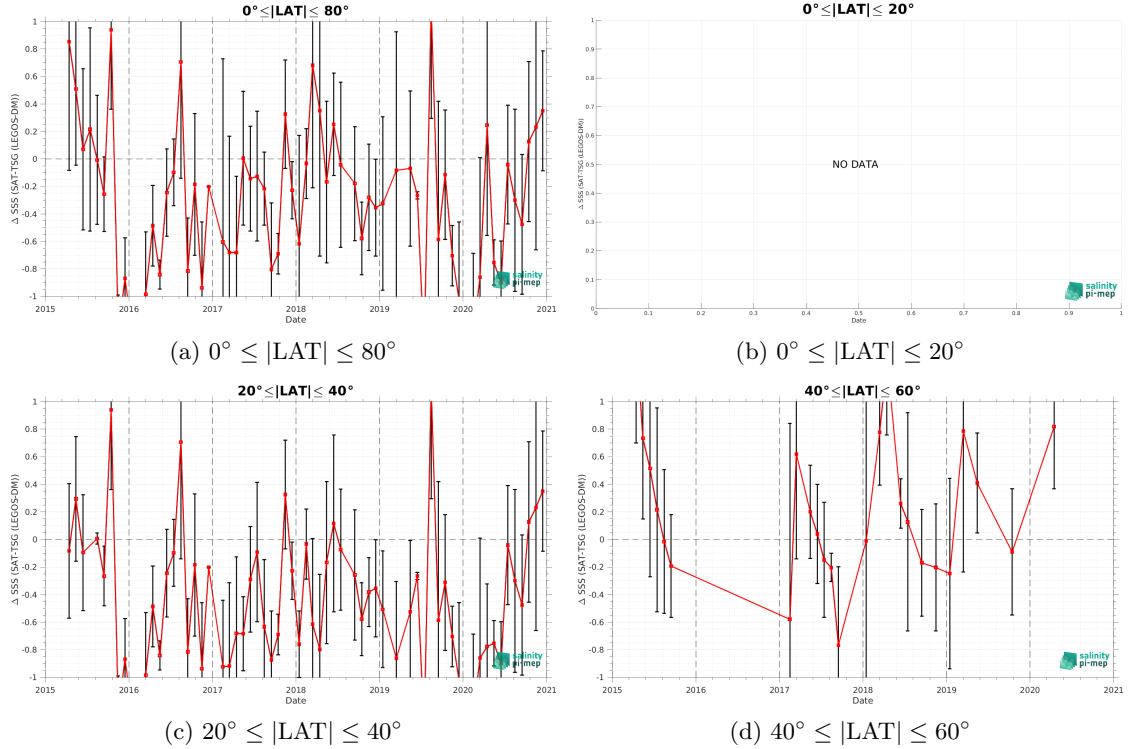 0°≤|LAT|≤ 80°
1
0.8
0.6
0.4
0.2
0
-0.2
-0.4
-0.6
-0.8
-1
Δ SSS (SAT-TSG (LEGOS-DM))
2015 2016 2017 2018 2019 2020 2021
Date
salinity
pi-mep
(a) 0° ≤ |LAT| ≤ 80°
0°≤|LAT|≤ 20°
1
0.9
0.8
0.7
0.6
0.5
0.4
0.3
0.2
0.1
0
Δ SSS (SAT-TSG (LEGOS-DM))
NO DATA
0 0.1 0.2 0.3 0.4 0.5 0.6 0.7 0.8 0.9 1
Date
salinity
pi-mep
(b) 0° ≤ |LAT| ≤ 20°
20°≤|LAT|≤ 40°
1
0.8
0.6
0.4
0.2
0
-0.2
-0.4
-0.6
-0.8
-1
Δ SSS (SAT-TSG (LEGOS-DM))
2015 2016 2017 2018 2019 2020 2021
Date
salinity
pi-mep
(c) 20° ≤ |LAT| ≤ 40°
40°≤|LAT|≤ 60°
1
0.8
0.6
0.4
0.2
0
-0.2
-0.4
-0.6
-0.8
-1
Δ SSS (SAT-TSG (LEGOS-DM))
2015 2016 2017 2018 2019 2020 2021
Date
salinity
pi-mep
(d) 40° ≤ |LAT| ≤ 60°